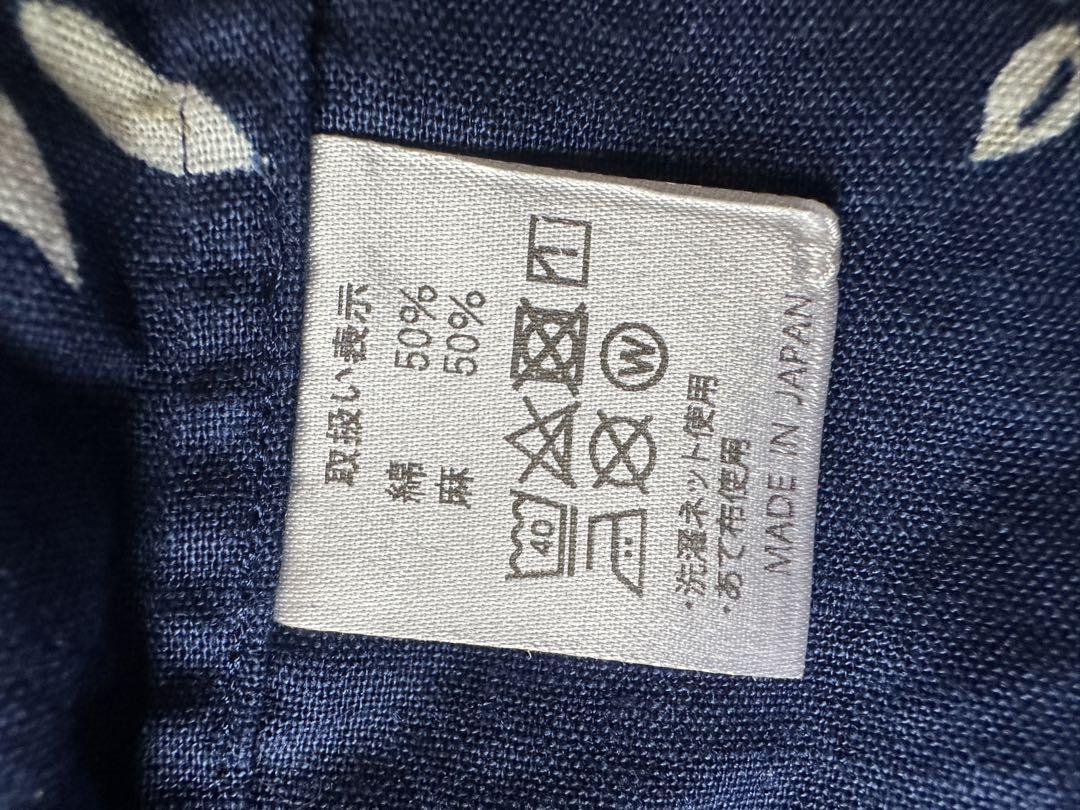 取扱い表示
綿 50%
麻 50%
40
W
・洗濯ネット使用
・あて布使用
MADE IN JAPAN